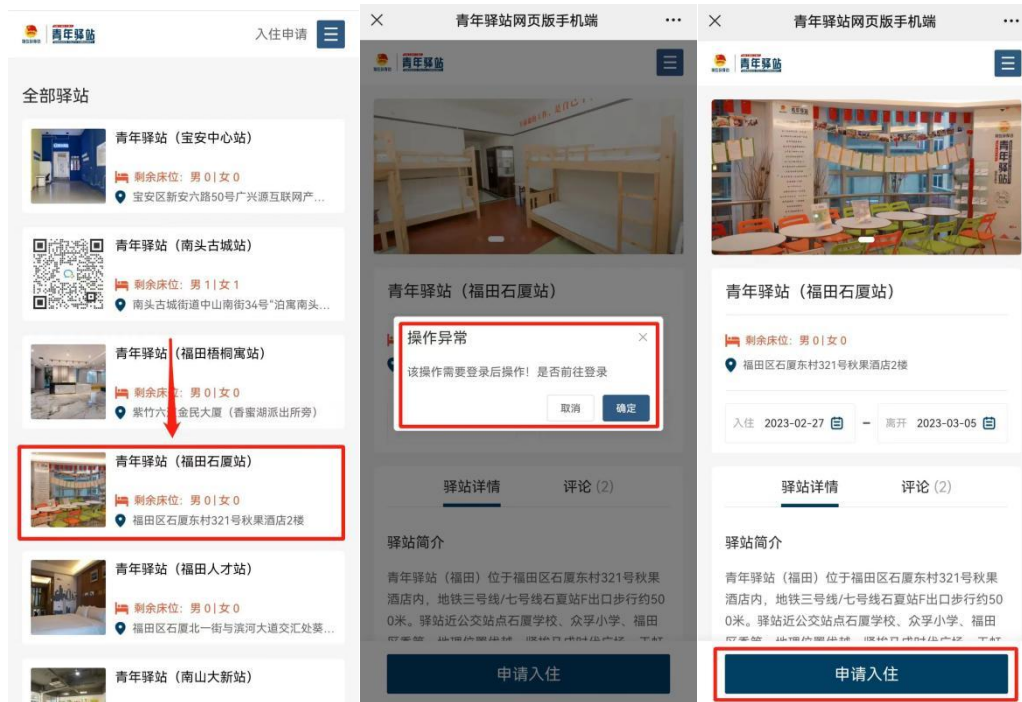 青年驿站
入住申请
全部驿站
青年驿站（宝安中心站）
剩余床位：男 0|女 0
宝安区新安六路50号广兴源互联网产...
青年驿站（南头古城站）
剩余床位：男 1|女 1
南头古城街道中山南街34号“泊寓南头...
青年驿站（福田梧桐寓站）
剩余床位：男 0|女 0
金民大厦（香蜜湖派出所旁）
青年驿站（福田石厦站）
剩余床位：男 0|女 0
福田区石厦东村321号秋果酒店2楼
青年驿站（福田人才站）
剩余床位：男 0|女 0
福田区石厦北一街与滨河大道交汇处葵...
青年驿站（南山大新站）
青年驿站网页版手机端
青年驿站
青年驿站（福田石厦站）
操作异常
该操作需要登录后操作！是否前往登录
取消 确定
驿站详情 评论 (2)
驿站简介
青年驿站（福田）位于福田区石厦东村321号秋果
酒店内，地铁三号线/七号线石夏站F出口步行约50
0米。驿站近公交站点石厦学校、众孚小学、福田
申请入住
青年驿站网页版手机端
青年驿站
青年驿站
青年驿站（福田石厦站）
剩余床位：男 0|女 0
福田区石厦东村321号秋果酒店2楼
入住 2023-02-27 – 离开 2023-03-05
驿站详情 评论 (2)
驿站简介
青年驿站（福田）位于福田区石厦东村321号秋果
酒店内，地铁三号线/七号线石夏站F出口步行约50
0米。驿站近公交站点石厦学校、众孚小学、福田
申请入住